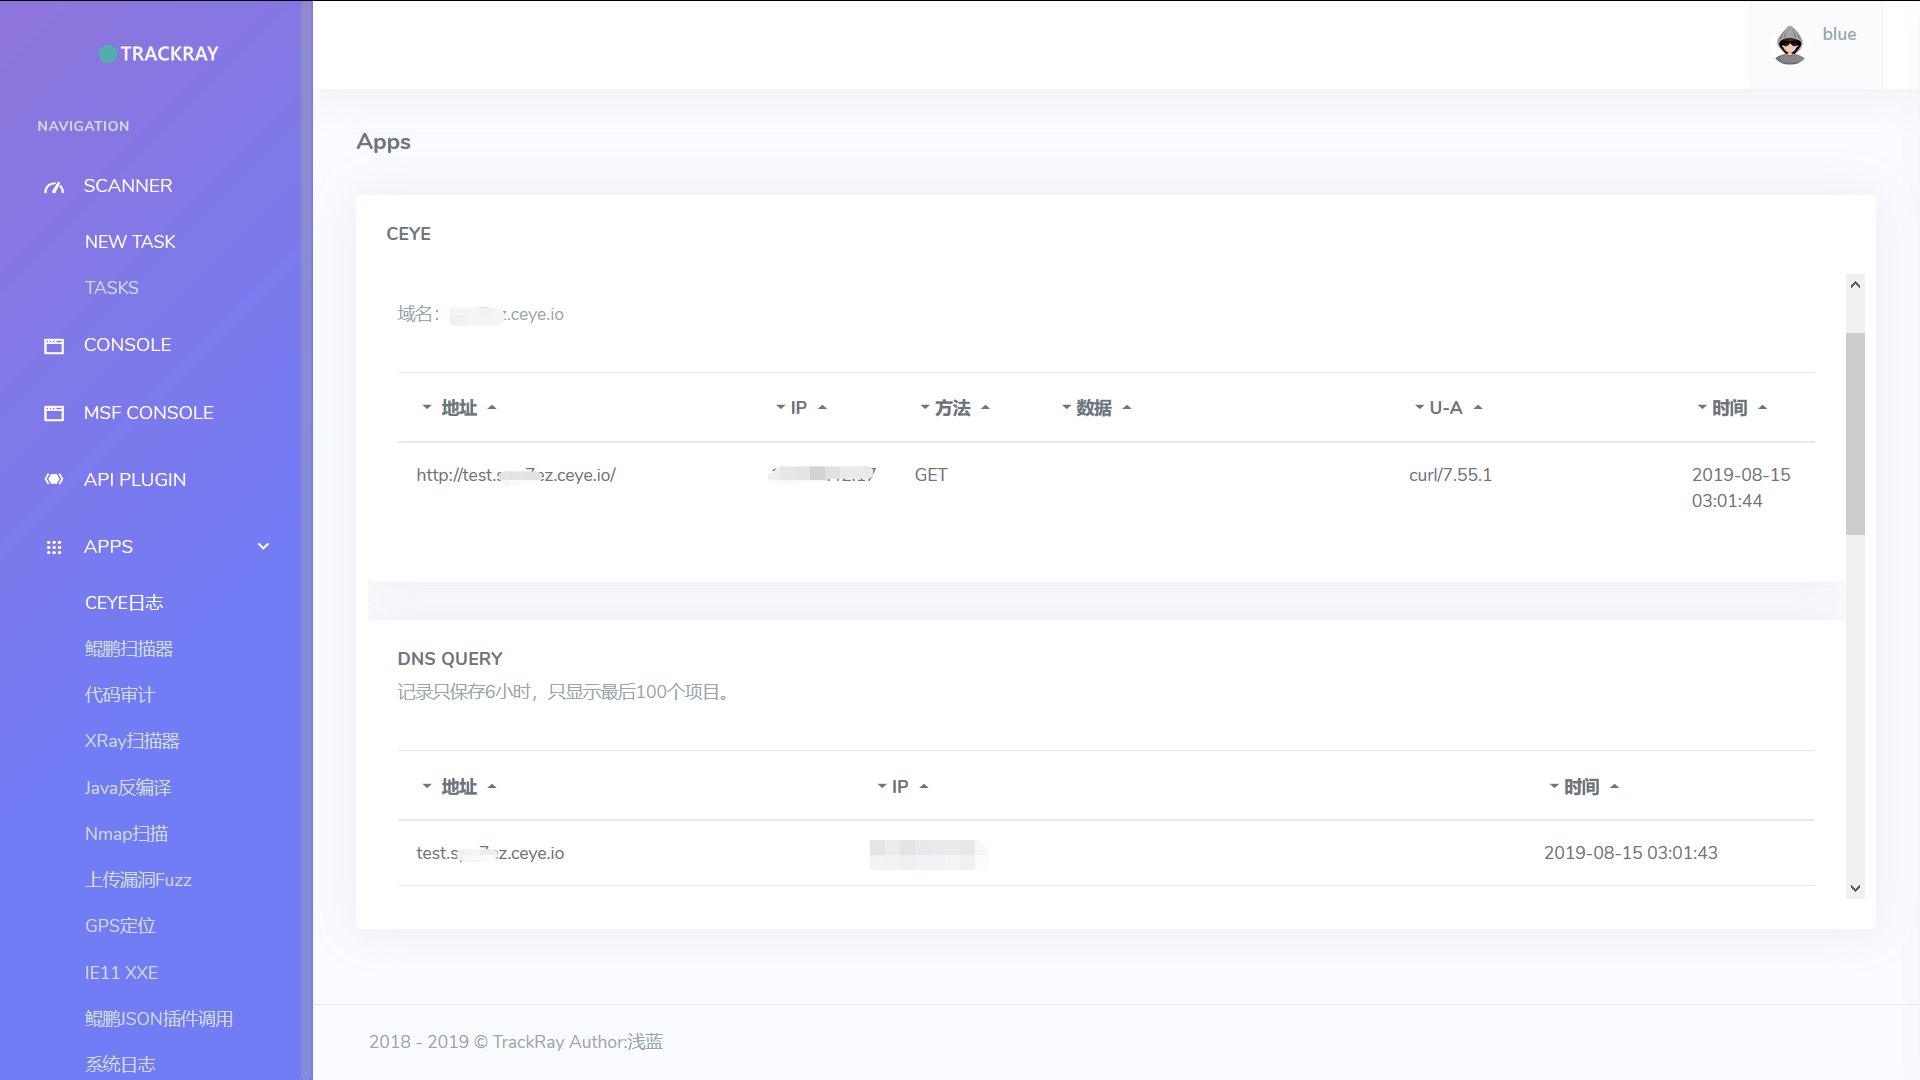 TRACKRAY
NAVIGATION
SCANNER
NEW TASK
TASKS
CONSOLE
MSF CONSOLE
API PLUGIN
APPS
CEYE日志
鲲鹏扫描器
代码审计
XRay扫描器
Java反编译
Nmap扫描
上传漏洞Fuzz
GPS定位
IE11 XXE
鲲鹏JSON插件调用
系统日志
blue
Apps
CEYE
域名: .ceye.io
地址 IP 方法 数据 U-A 时间
http://test. ez.ceye.io/ GET curl/7.55.1 2019-08-15
03:01:44
DNS QUERY
记录只保存6小时，只显示最后100个项目。
地址 IP 时间
test. z.ceye.io 2019-08-15 03:01:43
2018 - 2019 © TrackRay Author:浅蓝